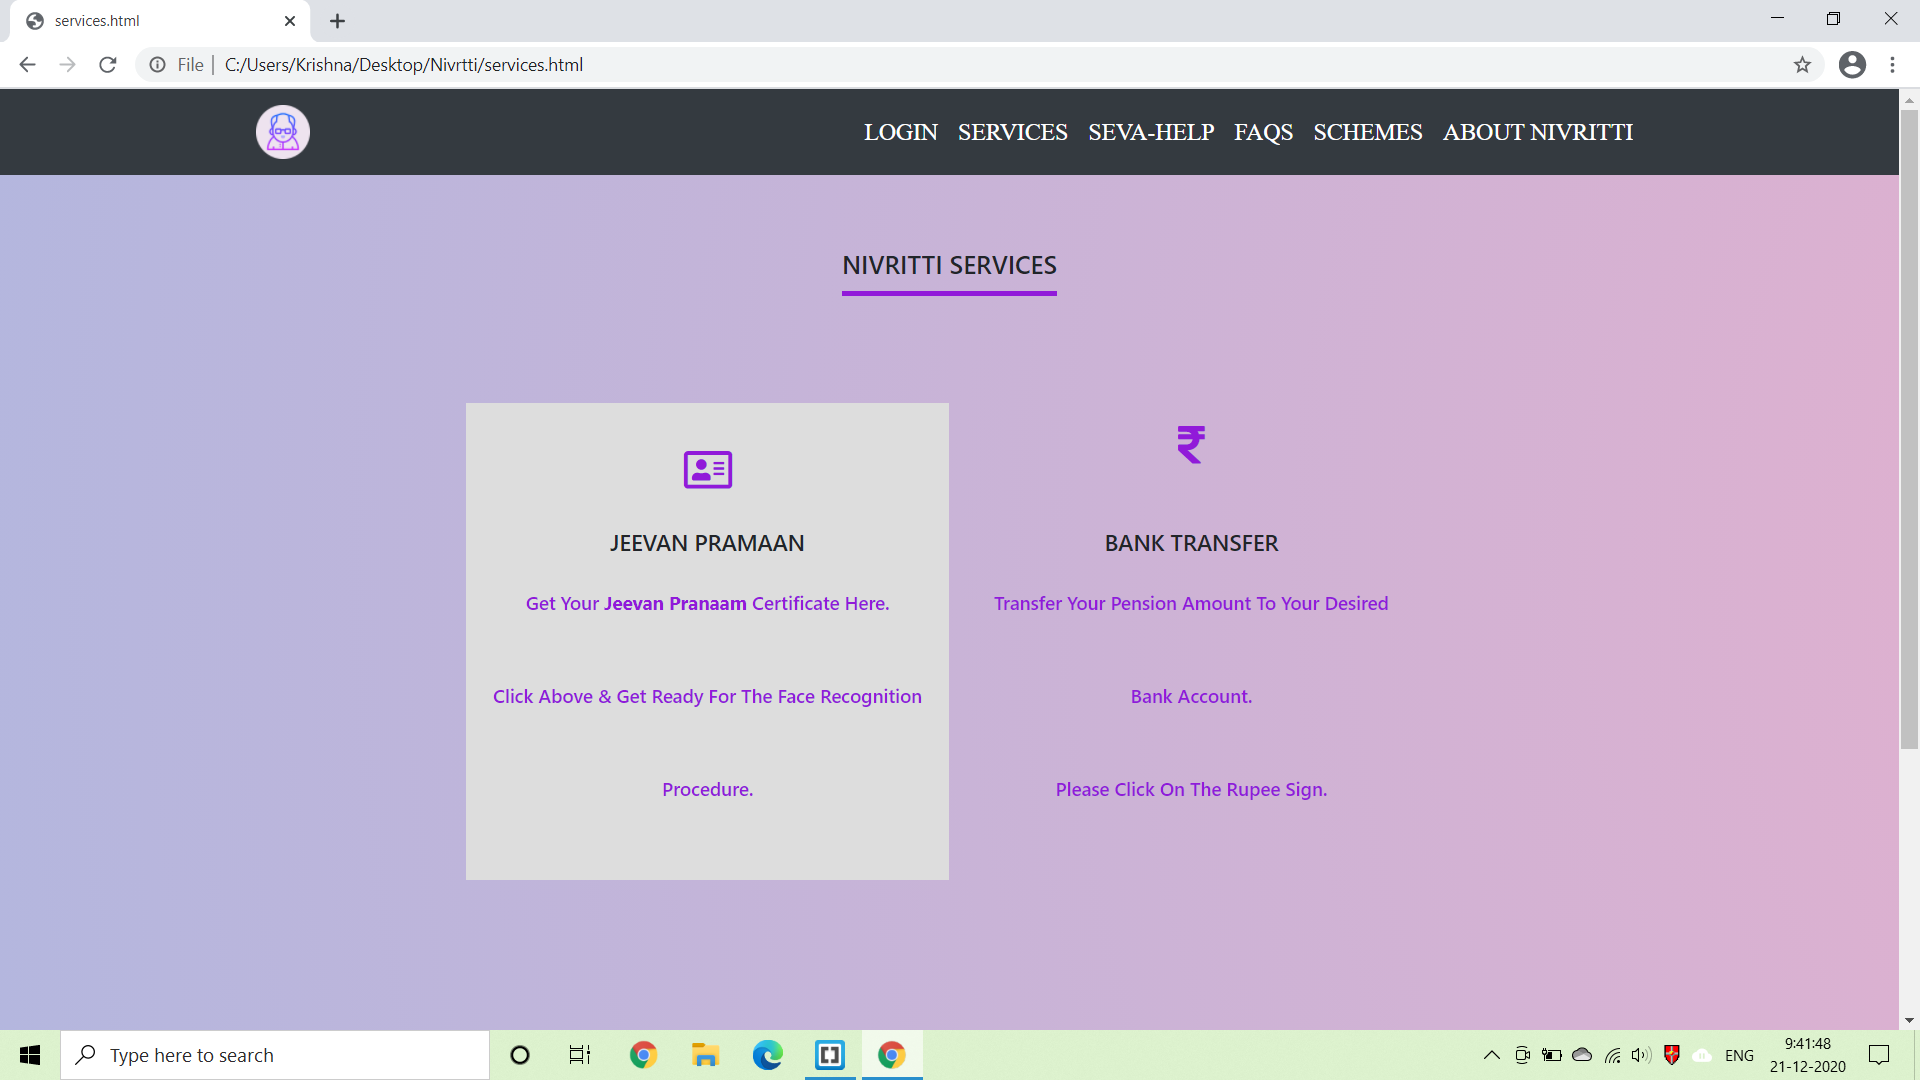 services.html
File
C:/Users/Krishna/Desktop/Nivrtti/services.html
LOGIN SERVICES SEVA-HELP FAQS SCHEMES ABOUT NIVRITTI
NIVRITTI SERVICES
JEEVAN PRAMAAN
Get Your Jeevan Pranaam Certificate Here.
Click Above & Get Ready For The Face Recognition
Procedure.
₹
BANK TRANSFER
Transfer Your Pension Amount To Your Desired
Bank Account.
Please Click On The Rupee Sign.
Type here to search
ENG
9:41:48
21-12-2020